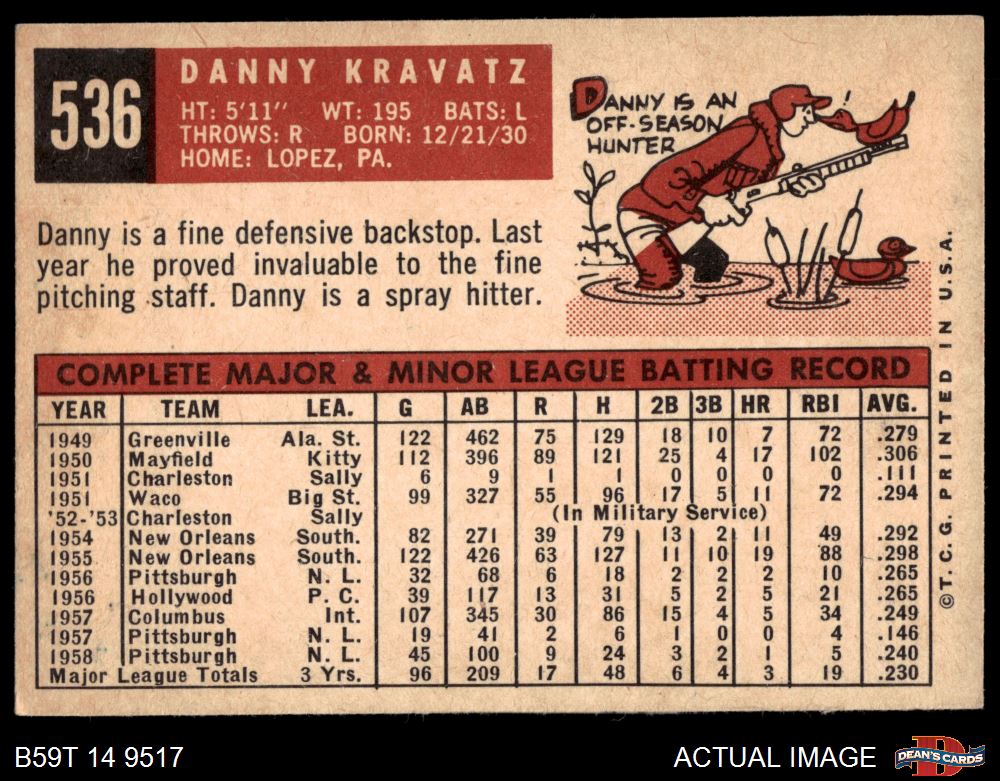 536
DANNY KRAVATZ
HT: 5'11" WT: 195 BATS: L
THROWS: R BORN: 12/21/30
HOME: LOPEZ, PA.
DANNY IS AN
OFF-SEASON
HUNTER
!
Danny is a fine defensive backstop. Last
year he proved invaluable to the fine
pitching staff. Danny is a spray hitter.
COMPLETE MAJOR & MINOR LEAGUE BATTING RECORD
YEAR TEAM LEA. G AB R H 2B 3B HR RBI AVG.
1949 Greenville Ala. St. 122 462 75 129 18 10 7 72 .279
1950 Mayfield Kitty 112 396 89 121 25 4 17 102 .306
1951 Charleston Sally 6 9 1 1 0 0 0 0 .111
1951 Waco Big St. 99 327 55 96 17 5 11 72 .294
'52-'53 Charleston Sally (In Military Service)
1954 New Orleans South. 82 271 39 79 13 2 11 49 .292
1955 New Orleans South. 122 426 63 127 11 10 19 88 .298
1956 Pittsburgh N. L. 32 68 6 18 2 2 2 10 .265
1956 Hollywood P. C. 39 117 13 31 5 2 5 21 .265
1957 Columbus Int. 107 345 30 86 15 4 5 34 .249
1957 Pittsburgh N. L. 19 41 2 6 1 0 0 4 .146
1958 Pittsburgh N. L. 45 100 9 24 3 2 1 5 .240
Major League Totals 3 Yrs. 96 209 17 48 6 4 3 19 .230
© T. C. G. PRINTED IN U.S.A.
B59T 14 9517
ACTUAL IMAGE
D
DEAN'S CARDS